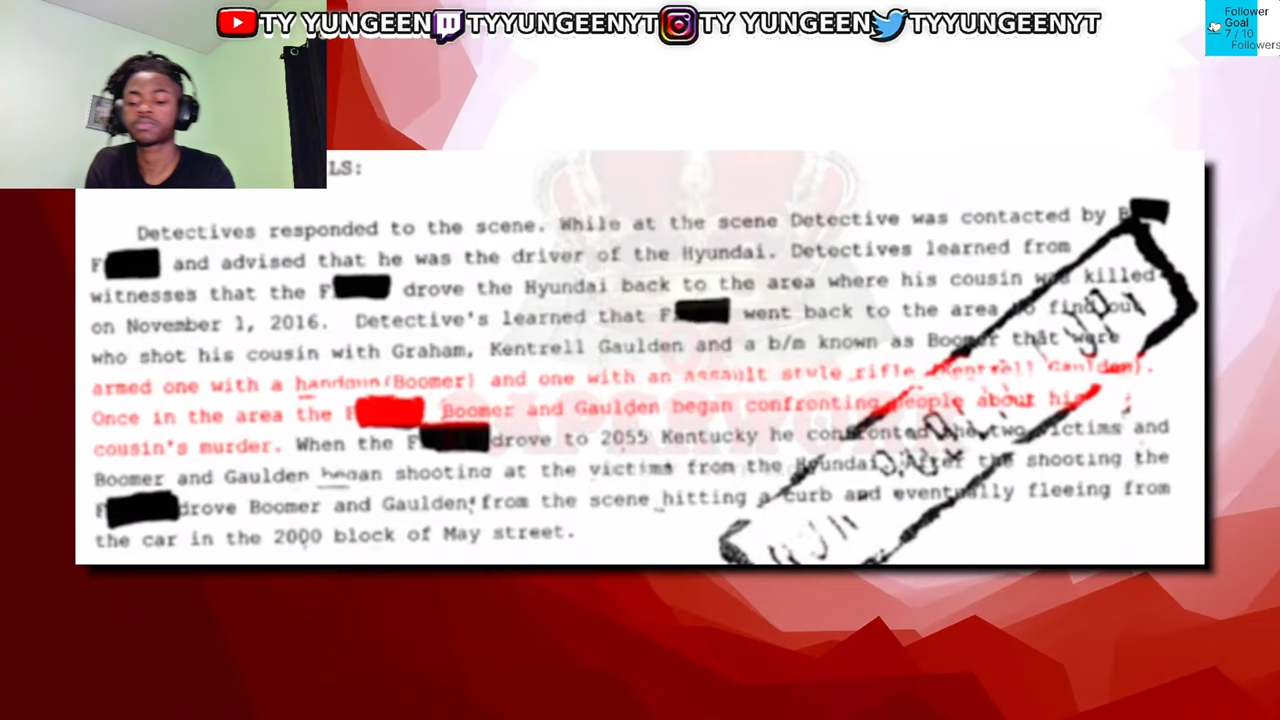 TY YUNGEEN TYYUNGEENYT TY YUNGEEN TYYUNGEENYT
Follower
Goal
7 / 10
Followers
LS:
Detectives responded to the scene. While at the scene Detective was contacted by B
F and advised that he was the driver of the Hyundai. Detectives learned from
witnesses that the F drove the Hyundai back to the area where his cousin was killed
on November 1, 2016. Detective's learned that F went back to the area to find out
who shot his cousin with Graham, Kentrell Gaulden and a b/m known as Boomer that were
armed one with a handgun(Boomer) and one with an assault style rifle (Kentrell Gaulden).
Once in the area the F Boomer and Gaulden began confronting people about his
cousin's murder. When the F drove to 2055 Kentucky he confronted the two victims and
Boomer and Gaulden began shooting at the victims from the Hyundai. After the shooting the
F drove Boomer and Gaulden from the scene hitting a curb and eventually fleeing from
the car in the 2000 block of May street.